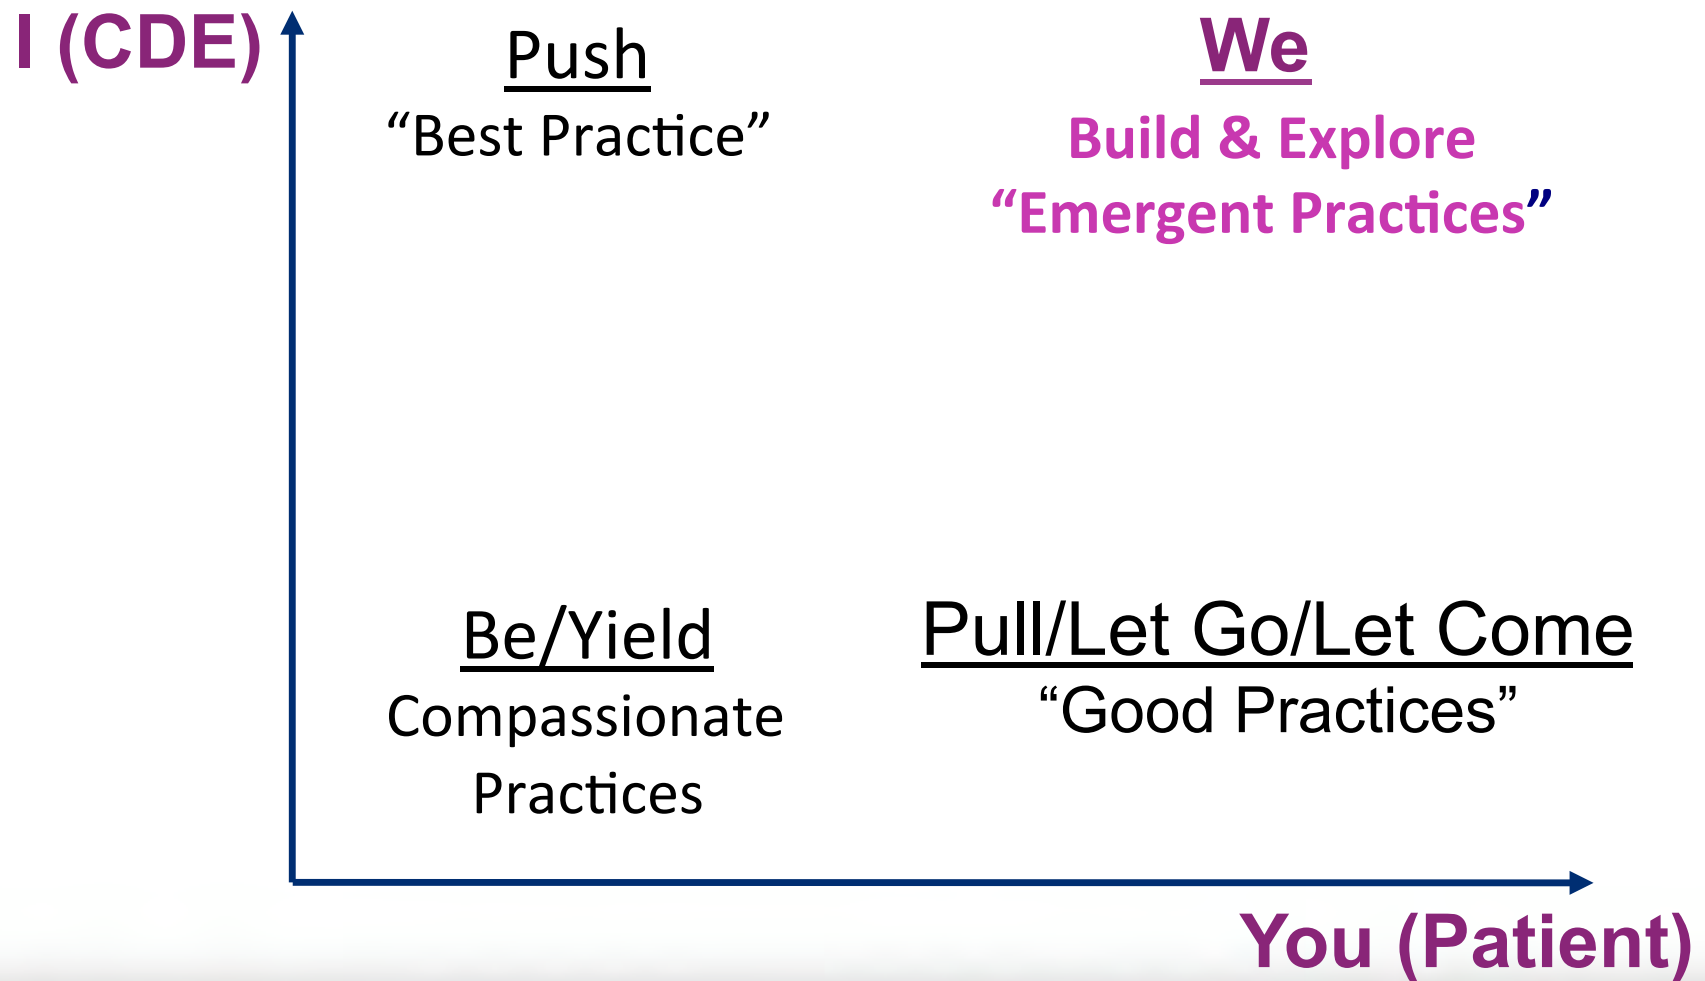 I (CDE)
Push
“Best Practice”
We
Build & Explore
“Emergent Practices”
Be/Yield
Compassionate
Practices
Pull/Let Go/Let Come
“Good Practices”
You (Patient)